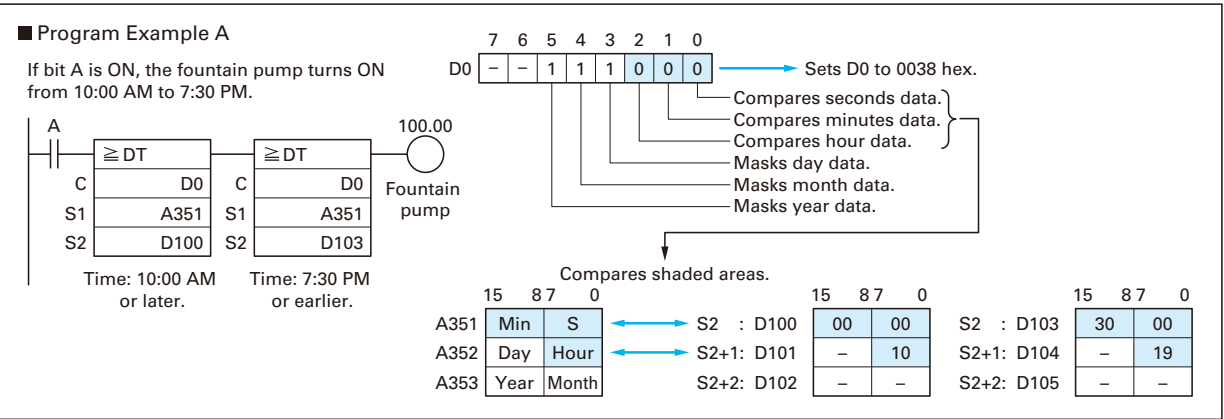 ■ Program Example A
If bit A is ON, the fountain pump turns ON
from 10:00 AM to 7:30 PM.
A
100.00
≧DT
≧DT
C D0 C D0
Fountain
S1 A351 S1 A351
pump
S2 D100 S2 D103
Time: 10:00 AM
or later.
Time: 7:30 PM
or earlier.
7 6 5 4 3 2 1 0
D0 – – 1 1 1 0 0 0
Sets D0 to 0038 hex.
Compares seconds data.
Compares minutes data.
Compares hour data.
Masks day data.
Masks month data.
Masks year data.
Compares shaded areas.
15 8 7 0
A351 Min S
A352 Day Hour
A353 Year Month
15 8 7 0
S2 : D100 00 00
S2+1: D101 – 10
S2+2: D102 – –
15 8 7 0
S2 : D103 30 00
S2+1: D104 – 19
S2+2: D105 – –